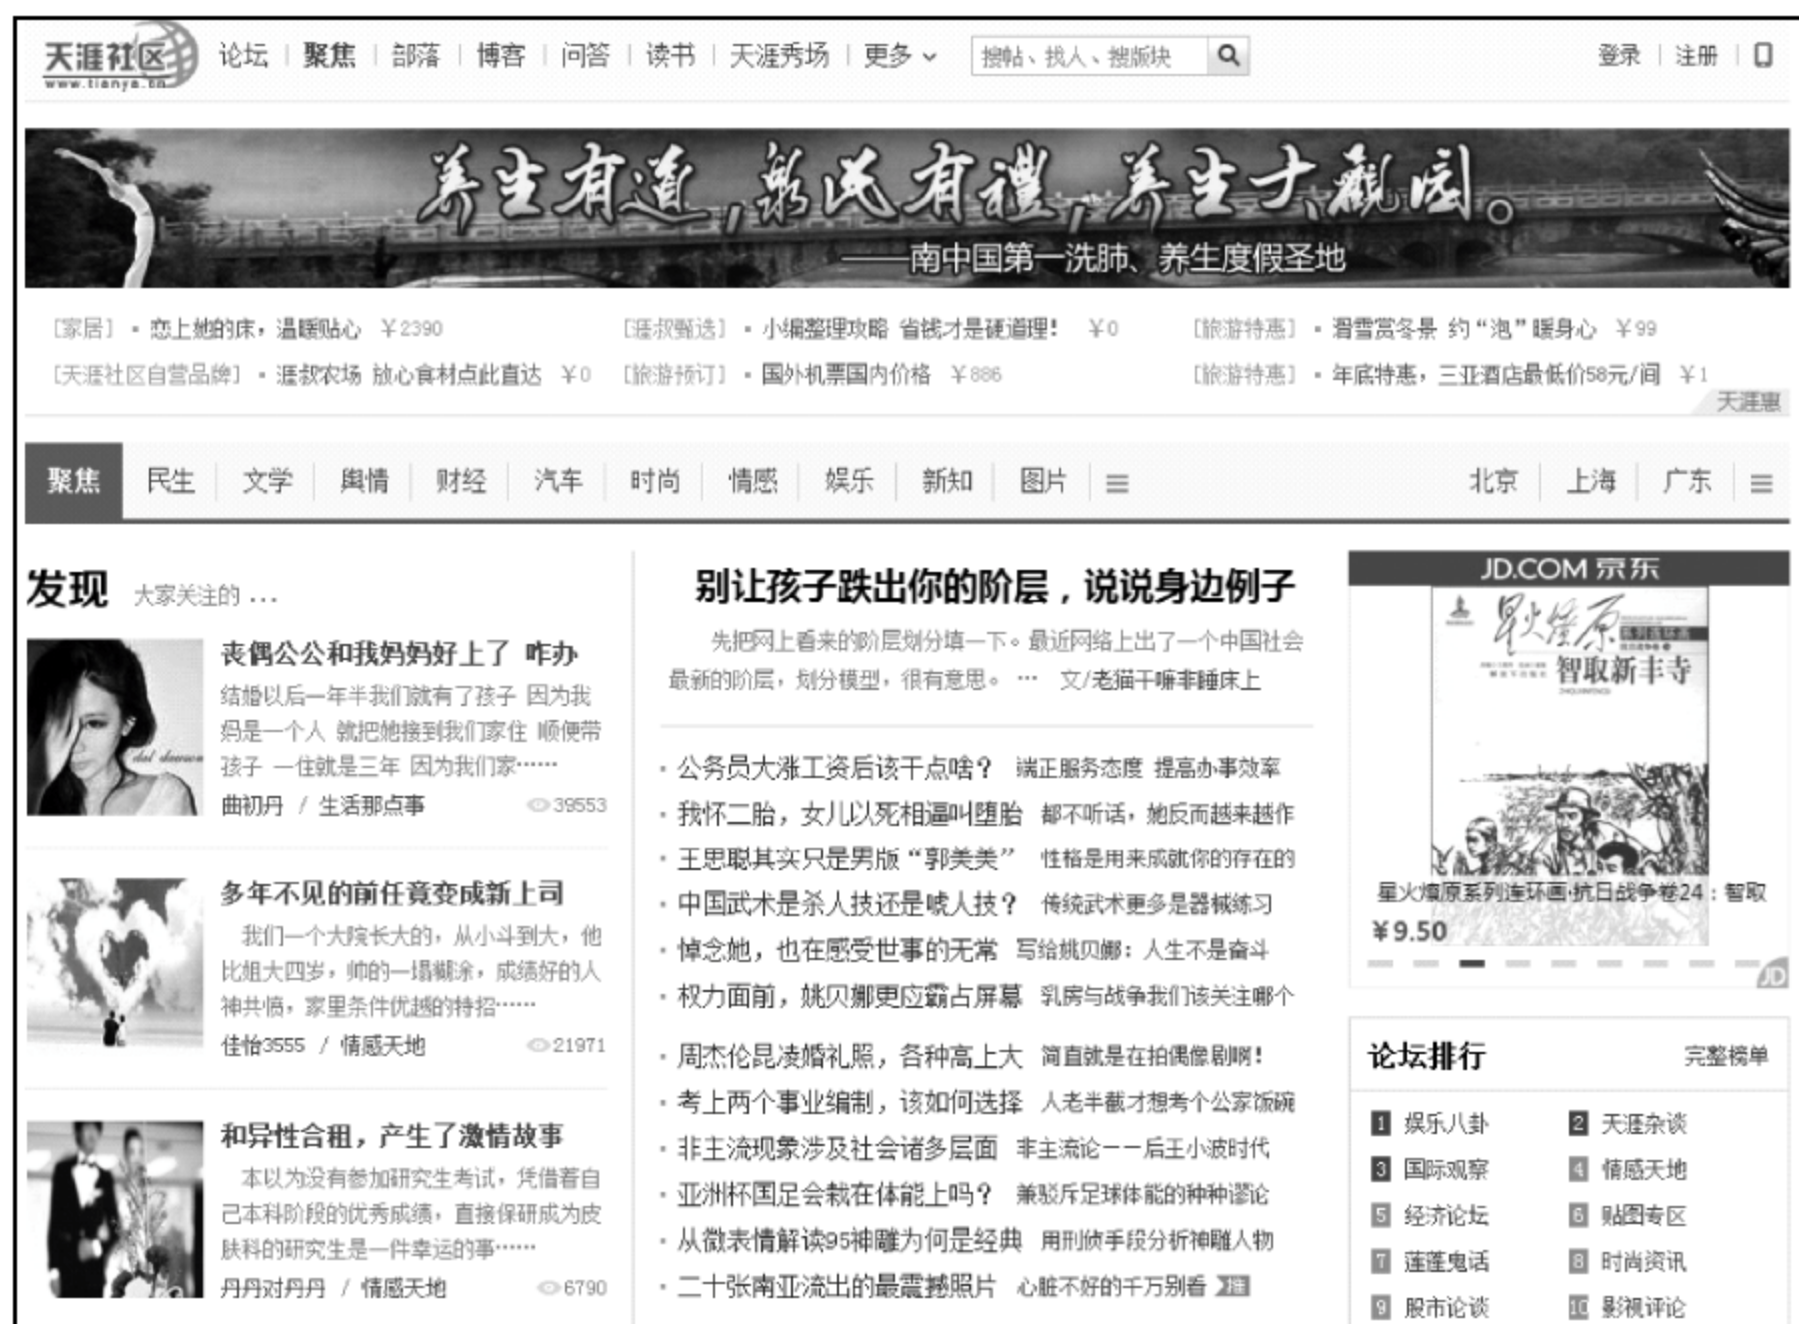 天涯社区
www.tianya.cn
论坛 聚焦 部落 博客 问答 读书 天涯秀场 更多
搜帖、找人、搜版块
登录 注册
养生有道,泉民有禮,养生大觀园。
——南中国第一洗肺、养生度假圣地
[家居] 恋上她的床，温暖贴心 ￥2390
[涯叔甄选] 小编整理攻略 省钱才是硬道理！ ￥0
[旅游特惠] 滑雪赏冬景 约“泡”暖身心 ￥99
[天涯社区自营品牌] 涯叔农场 放心食材点此直达 ￥0
[旅游预订] 国外机票国内价格 ￥886
[旅游特惠] 年底特惠，三亚酒店最低价58元/间 ￥1
天涯惠
聚焦 民生 文学 舆情 财经 汽车 时尚 情感 娱乐 新知 图片
北京 上海 广东
发现 大家关注的 ...
丧偶公公和我妈妈好上了 咋办
结婚以后一年半我们就有了孩子 因为我
妈是一个人 就把她接到我们家住 顺便带
孩子 一住就是三年 因为我们家……
曲初丹 / 生活那点事 39553
多年不见的前任竟变成新上司
我们一个大院长大的，从小斗到大，他
比姐大四岁，帅的一塌糊涂，成绩好的人
神共愤，家里条件优越的特招……
佳怡3555 / 情感天地 21971
和异性合租，产生了激情故事
本以为没有参加研究生考试，凭借着自
己本科阶段的优秀成绩，直接保研成为皮
肤科的研究生是一件幸运的事……
丹丹对丹丹 / 情感天地 6790
别让孩子跌出你的阶层，说说身边例子
先把网上看来的阶层划分填一下。最近网络上出了一个中国社会
最新的阶层，划分模型，很有意思。 … 文/老猫干嘛非睡床上
公务员大涨工资后该干点啥？ 端正服务态度 提高办事效率
我怀二胎，女儿以死相逼叫堕胎 都不听话，她反而越来越作
王思聪其实只是男版“郭美美” 性格是用来成就你的存在的
中国武术是杀人技还是唬人技？ 传统武术更多是器械练习
悼念她，也在感受世事的无常 写给姚贝娜：人生不是奋斗
权力面前，姚贝娜更应霸占屏幕 乳房与战争我们该关注哪个
周杰伦昆凌婚礼照，各种高上大 简直就是在拍偶像剧啊！
考上两个事业编制，该如何选择 人老半截才想考个公家饭碗
非主流现象涉及社会诸多层面 非主流论——后王小波时代
亚洲杯国足会栽在体能上吗？ 兼驳斥足球体能的种种谬论
从微表情解读95神雕为何是经典 用刑侦手段分析神雕人物
二十张南亚流出的最震撼照片 心脏不好的千万别看 推
JD.COM 京东
星火燎原
智取新丰寺
星火燎原系列连环画·抗日战争卷24：智取
￥9.50
JD
论坛排行 完整榜单
1 娱乐八卦 2 天涯杂谈
3 国际观察 4 情感天地
5 经济论坛 6 贴图专区
7 莲蓬鬼话 8 时尚资讯
9 股市论谈 10 影视评论